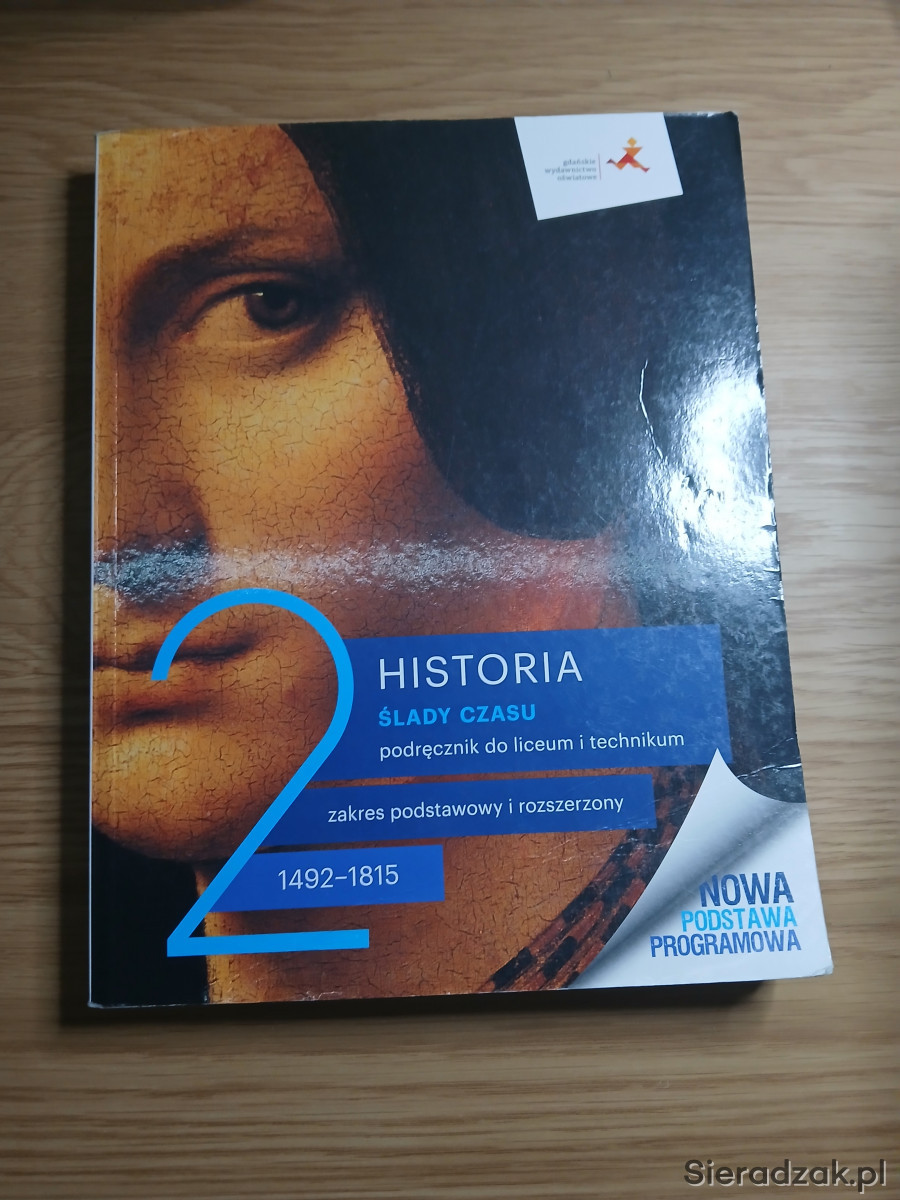 gdańskie
wydawnictwo
oświatowe
2
HISTORIA
ŚLADY CZASU
podręcznik do liceum i technikum
zakres podstawowy i rozszerzony
1492–1815
NOWA
PODSTAWA
PROGRAMOWA
Sieradzak.pl